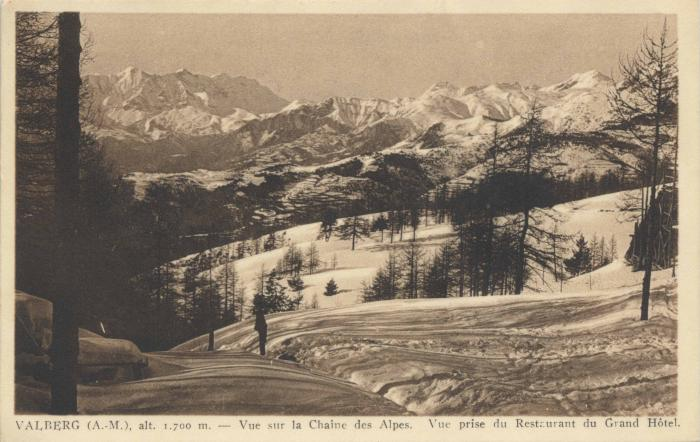 VALBERG (A.-M.), alt. 1.700 m. — Vue sur la Chaîne des Alpes. Vue prise du Restaurant du Grand Hôtel.